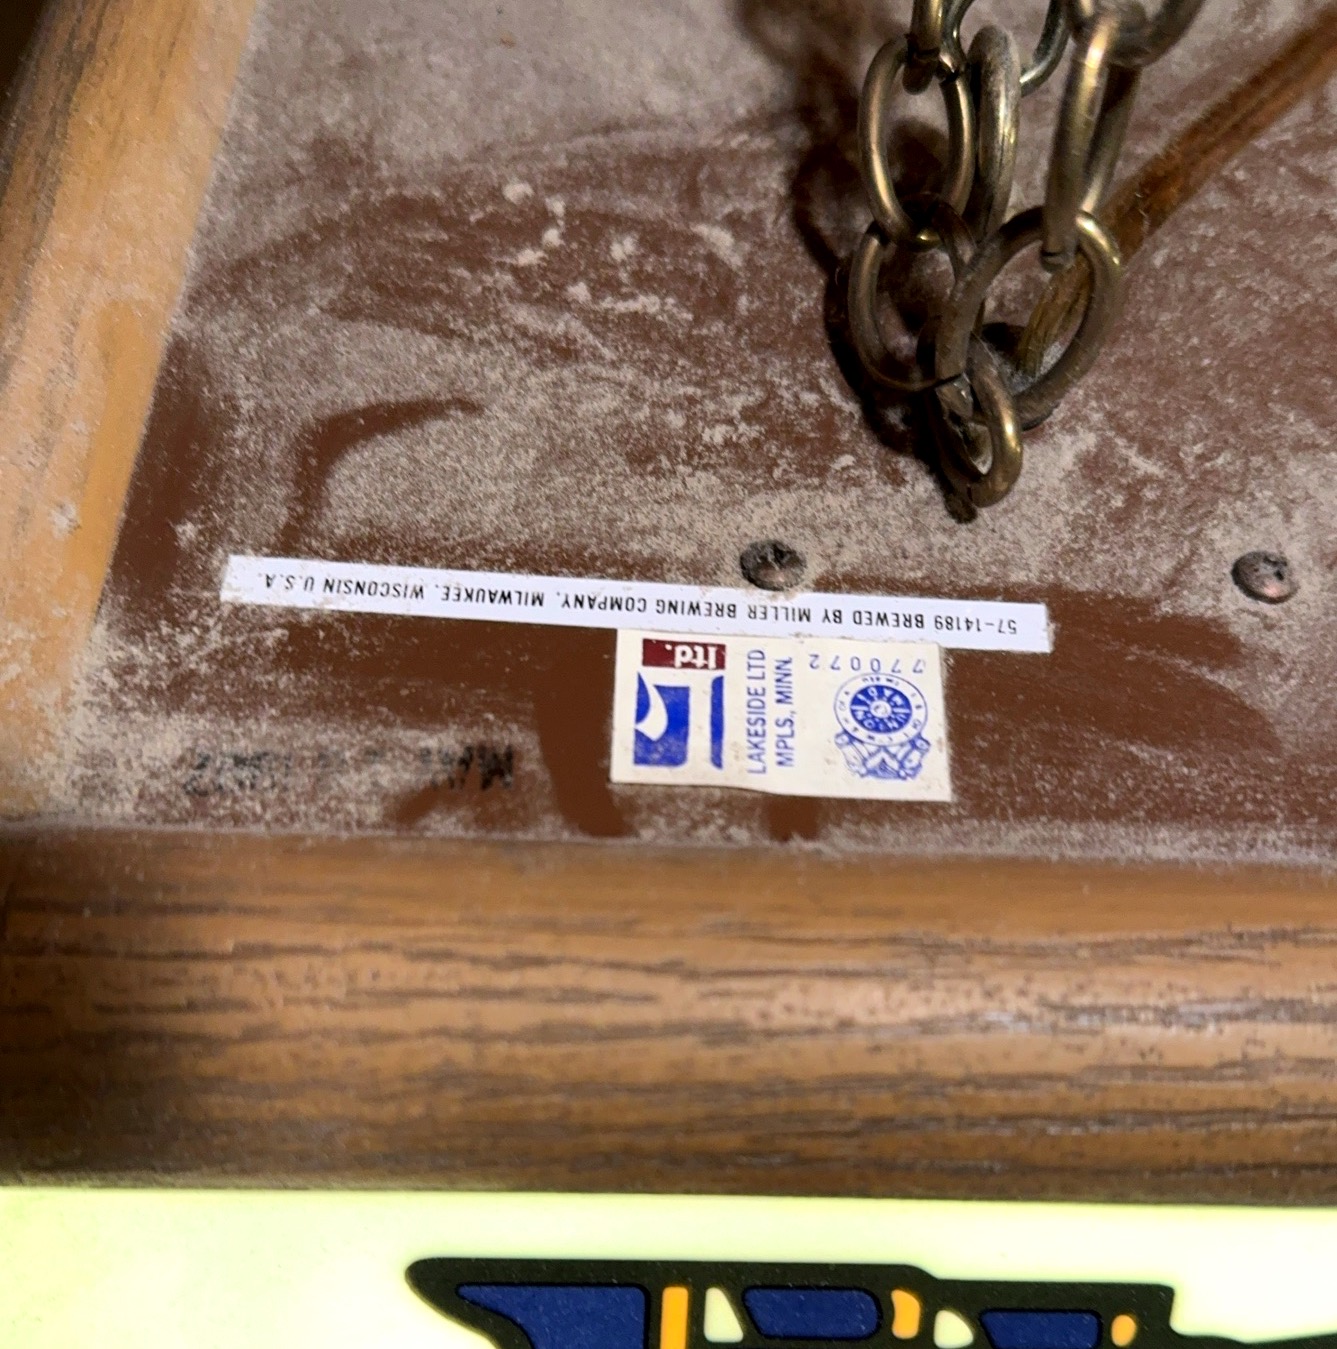 57-14189 BREWED BY MILLER BREWING COMPANY, MILWAUKEE, WISCONSIN U.S.A.
ltd.
LAKESIDE LTD
MPLS., MINN.
770072